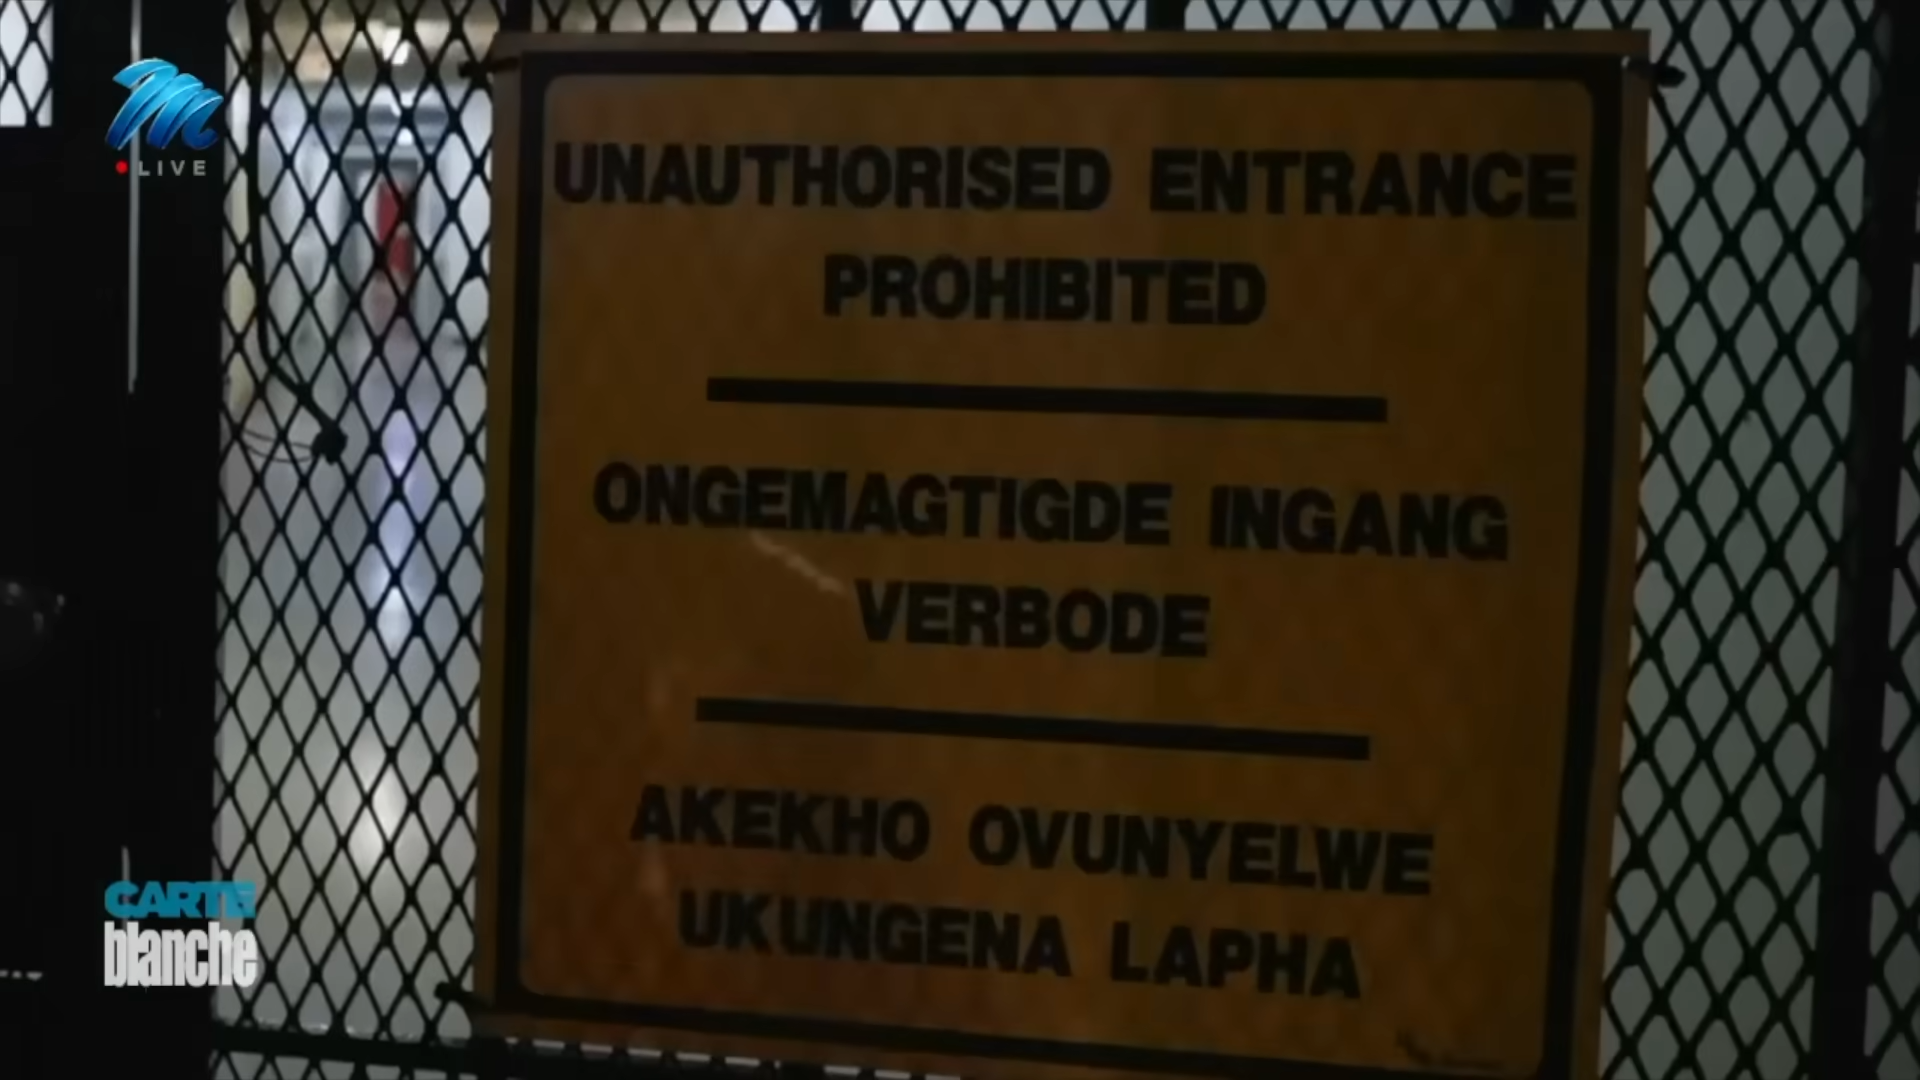 LIVE
UNAUTHORISED ENTRANCE
PROHIBITED
ONGEMAGTIGDE INGANG
VERBODE
AKEKHO OVUNYELWE
UKUNGENA LAPHA
CARTE
blanche